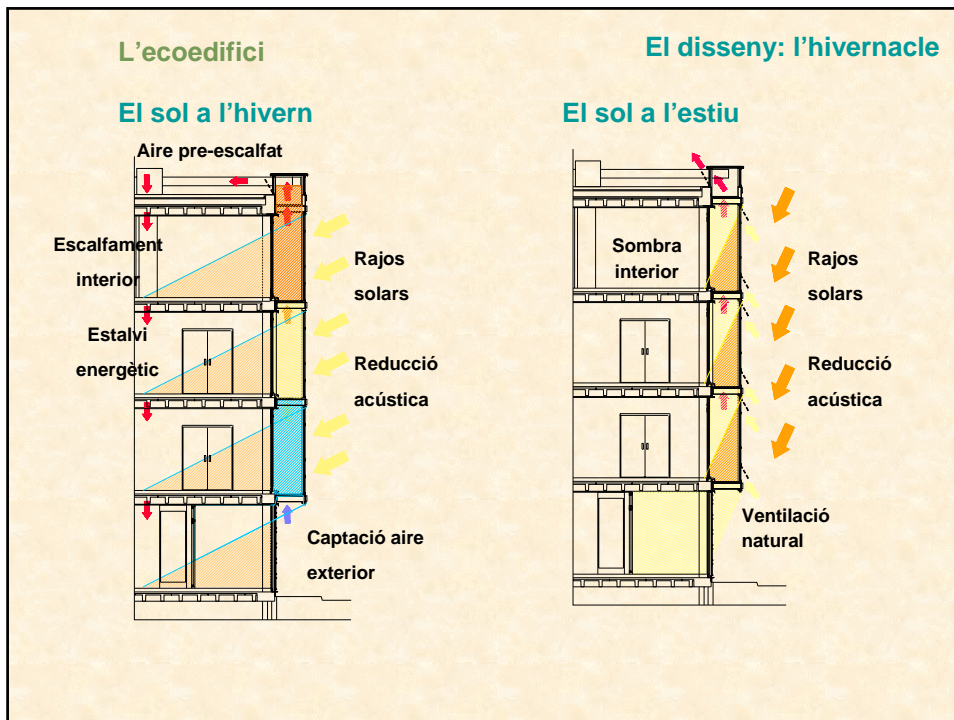 L’ecoedifici
El disseny: l’hivernacle
El sol a l’hivern
Aire pre-escalfat
Escalfament
interior
Estalvi
energètic
Rajos
solars
Reducció
acústica
Captació aire
exterior
El sol a l’estiu
Sombra
interior
Rajos
solars
Reducció
acústica
Ventilació
natural